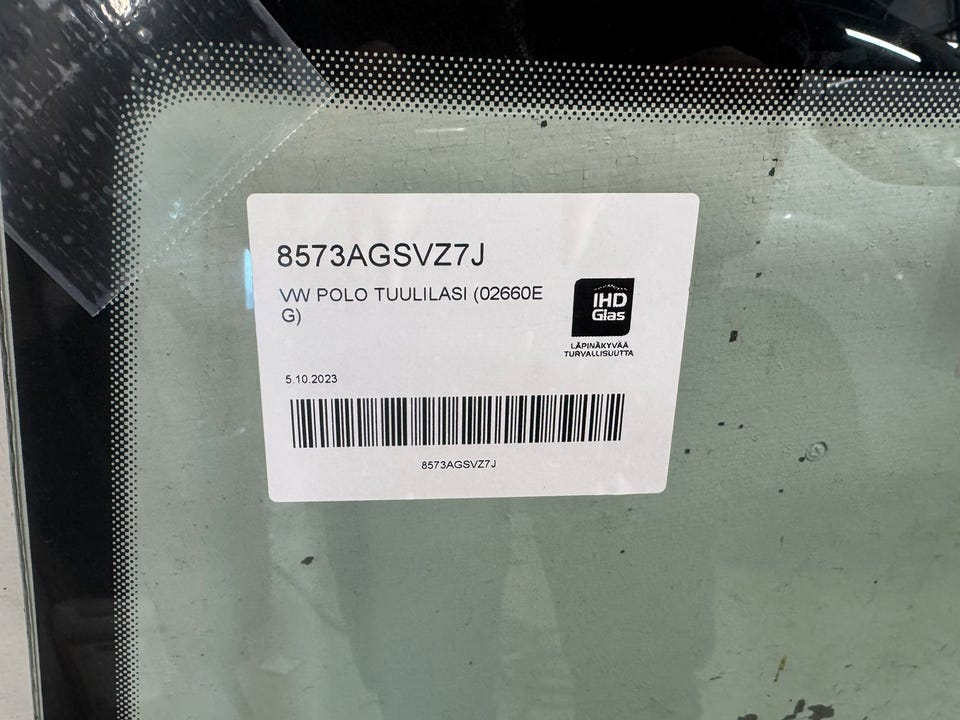 8573AGSVZ7J
VW POLO TUULILASI (02660E
G)
IHD
Glas
LÄPINÄKYVÄÄ
TURVALLISUUTTA
5.10.2023
8573AGSVZ7J